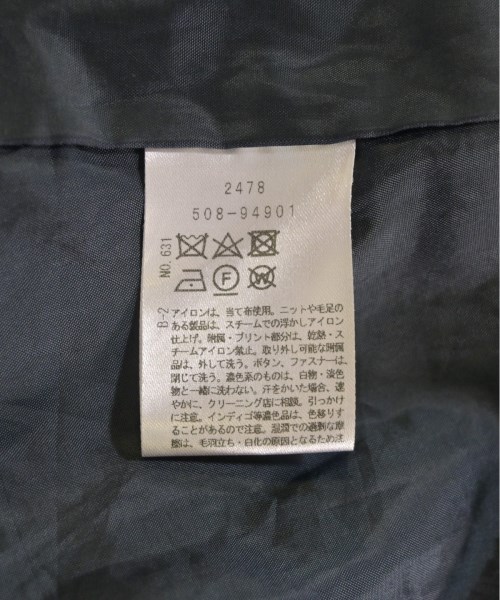 2478
508-94901
NO.631
F
W
B-2
アイロンは、当て布使用。ニットや毛足の
ある製品は、スチームでの浮かしアイロン
仕上げ。附属・プリント部分は、乾熱・ス
チームアイロン禁止。取り外し可能な附属
品は、外して洗う。ボタン、ファスナーは
閉じて洗う。濃色系のものは、白物・淡色
物と一緒に洗わない。汗をかいた場合、速
やかに、クリーニング店に相談。引っかけ
に注意。インディゴ等濃色品は、色移りす
ることがあるので注意。着用での過剰な摩
擦は、毛羽立ち・白化の原因となるため注